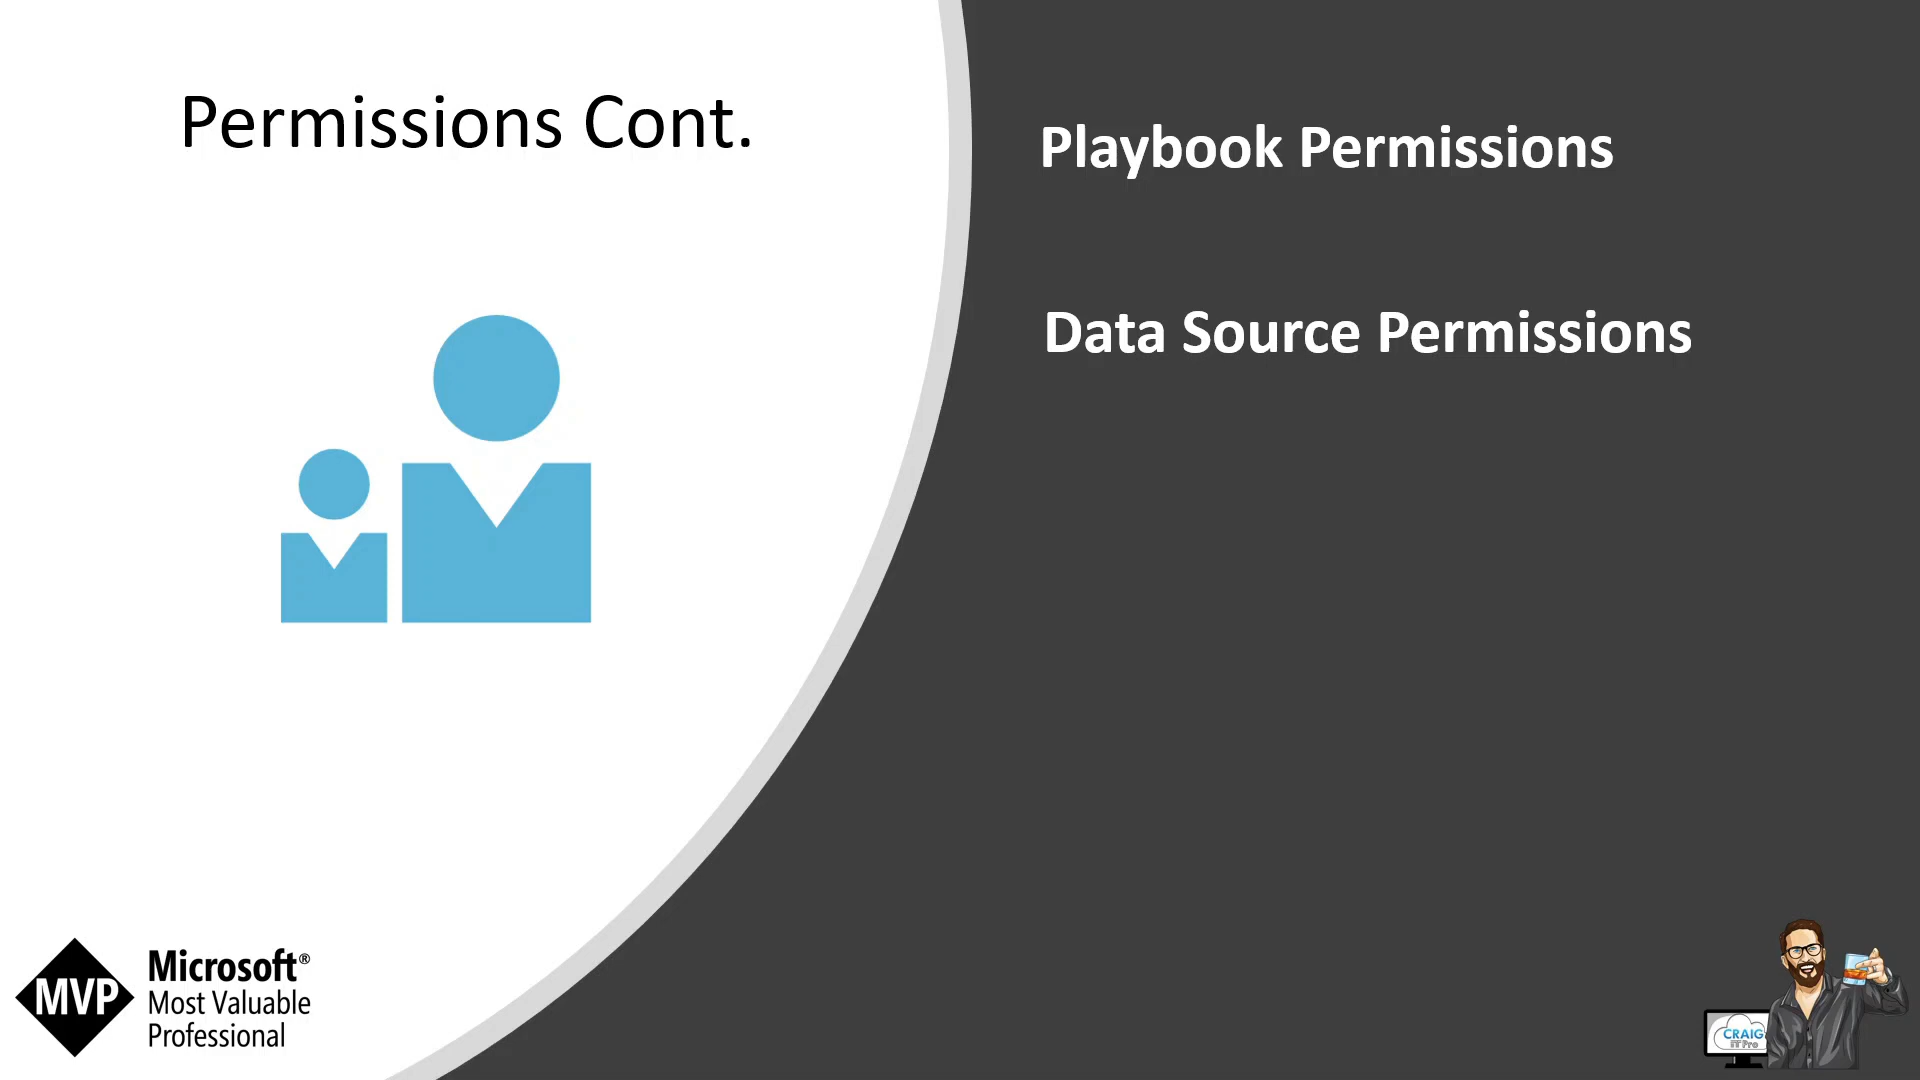 Permissions Cont.
Playbook Permissions
Data Source Permissions
MVP
Microsoft®
Most Valuable
Professional
CRAIG
IT Pro